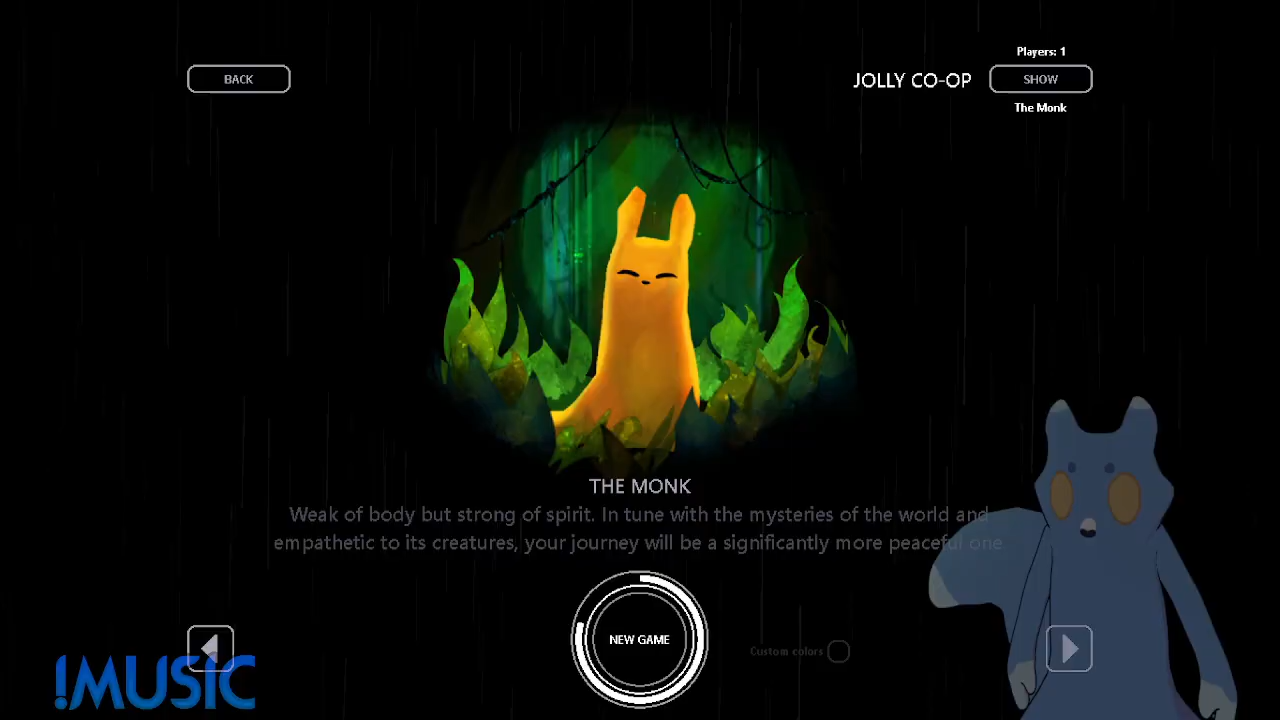 Players: 1
BACK
JOLLY CO-OP
SHOW
The Monk
THE MONK
Weak of body but strong of spirit. In tune with the mysteries of the world and
empathetic to its creatures, your journey will be a significantly more peaceful one
NEW GAME
Custom colors
!MUSIC